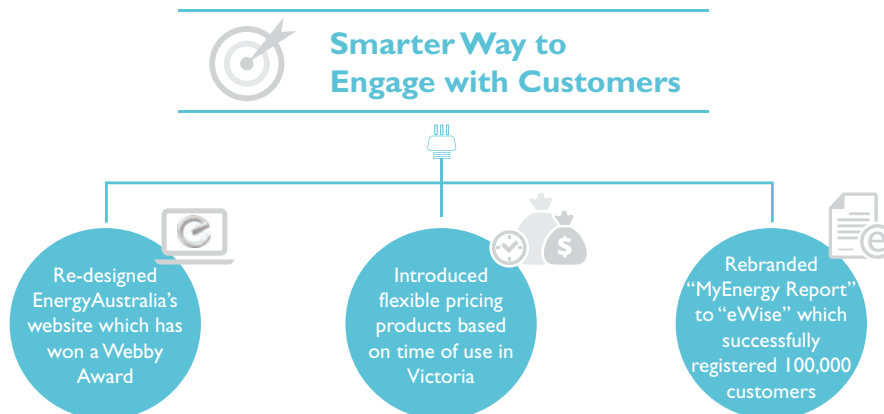 Smarter Way to
Engage with Customers
Re-designed
EnergyAustralia's
website which has
won a Webby
Award
$
Introduced
flexible pricing
products based
on time of use in
Victoria
e
Rebranded
“MyEnergy Report”
to “eWise” which
successfully
registered 100,000
customers